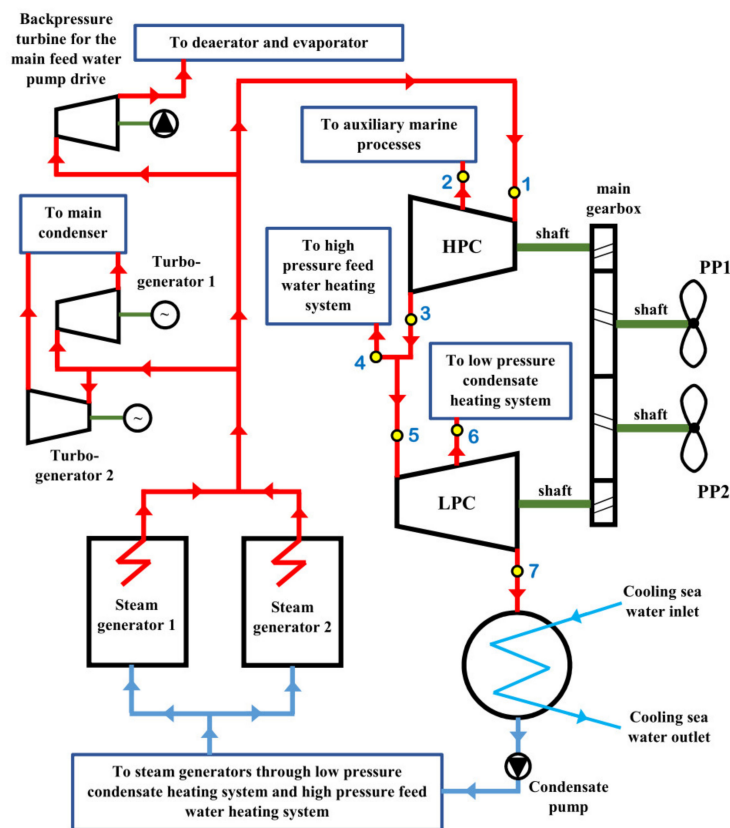 Backpressure
turbine for the
main feed water
pump drive
To deaerator and evaporator
To auxiliary marine
processes
2
1
main
gearbox
To main
condenser
HPC
shaft
To high
pressure feed
water heating
system
Turbo-
generator 1
~
PP1
shaft
3
4
To low pressure
condensate
heating system
~
Turbo-
generator 2
5
6
shaft
PP2
LPC
shaft
7
Steam
generator 1
Steam
generator 2
Cooling sea
water inlet
Cooling sea
water outlet
To steam generators through low pressure
condensate heating system and high pressure feed
water heating system
Condensate
pump